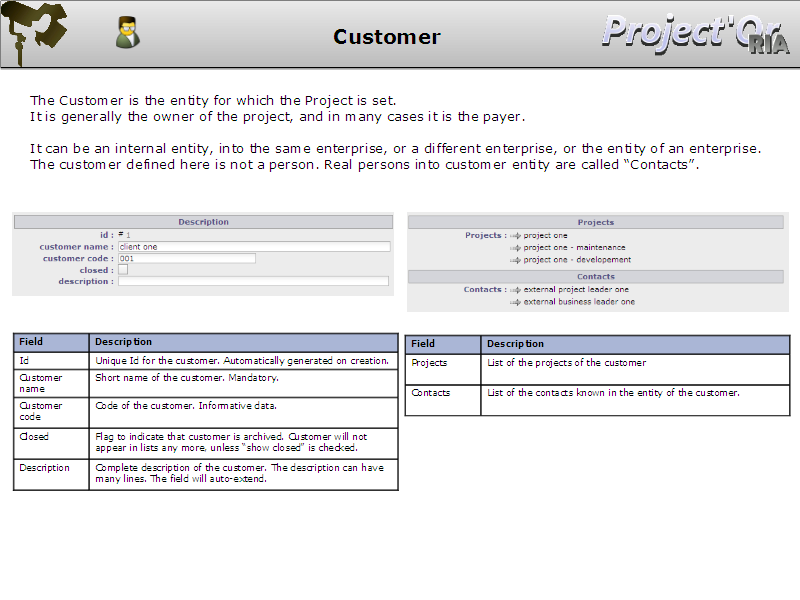 Customer
Project'Or
RIA
The Customer is the entity for which the Project is set.
It is generally the owner of the project, and in many cases it is the payer.
It can be an internal entity, into the same enterprise, or a different enterprise, or the entity of an enterprise.
The customer defined here is not a person. Real persons into customer entity are called “Contacts”.
Description
id : # 1
customer name : client one
customer code : 001
closed :
description :
Projects
Projects : project one
project one - maintenance
project one - developement
Contacts
Contacts : external project leader one
external business leader one
Field Description
Id Unique Id for the customer. Automatically generated on creation.
Customer name Short name of the customer. Mandatory.
Customer code Code of the customer. Informative data.
Closed Flag to indicate that customer is archived. Customer will not
appear in lists any more, unless “show closed” is checked.
Description Complete description of the customer. The description can have
many lines. The field will auto-extend.
Field Description
Projects List of the projects of the customer
Contacts List of the contacts known in the entity of the customer.